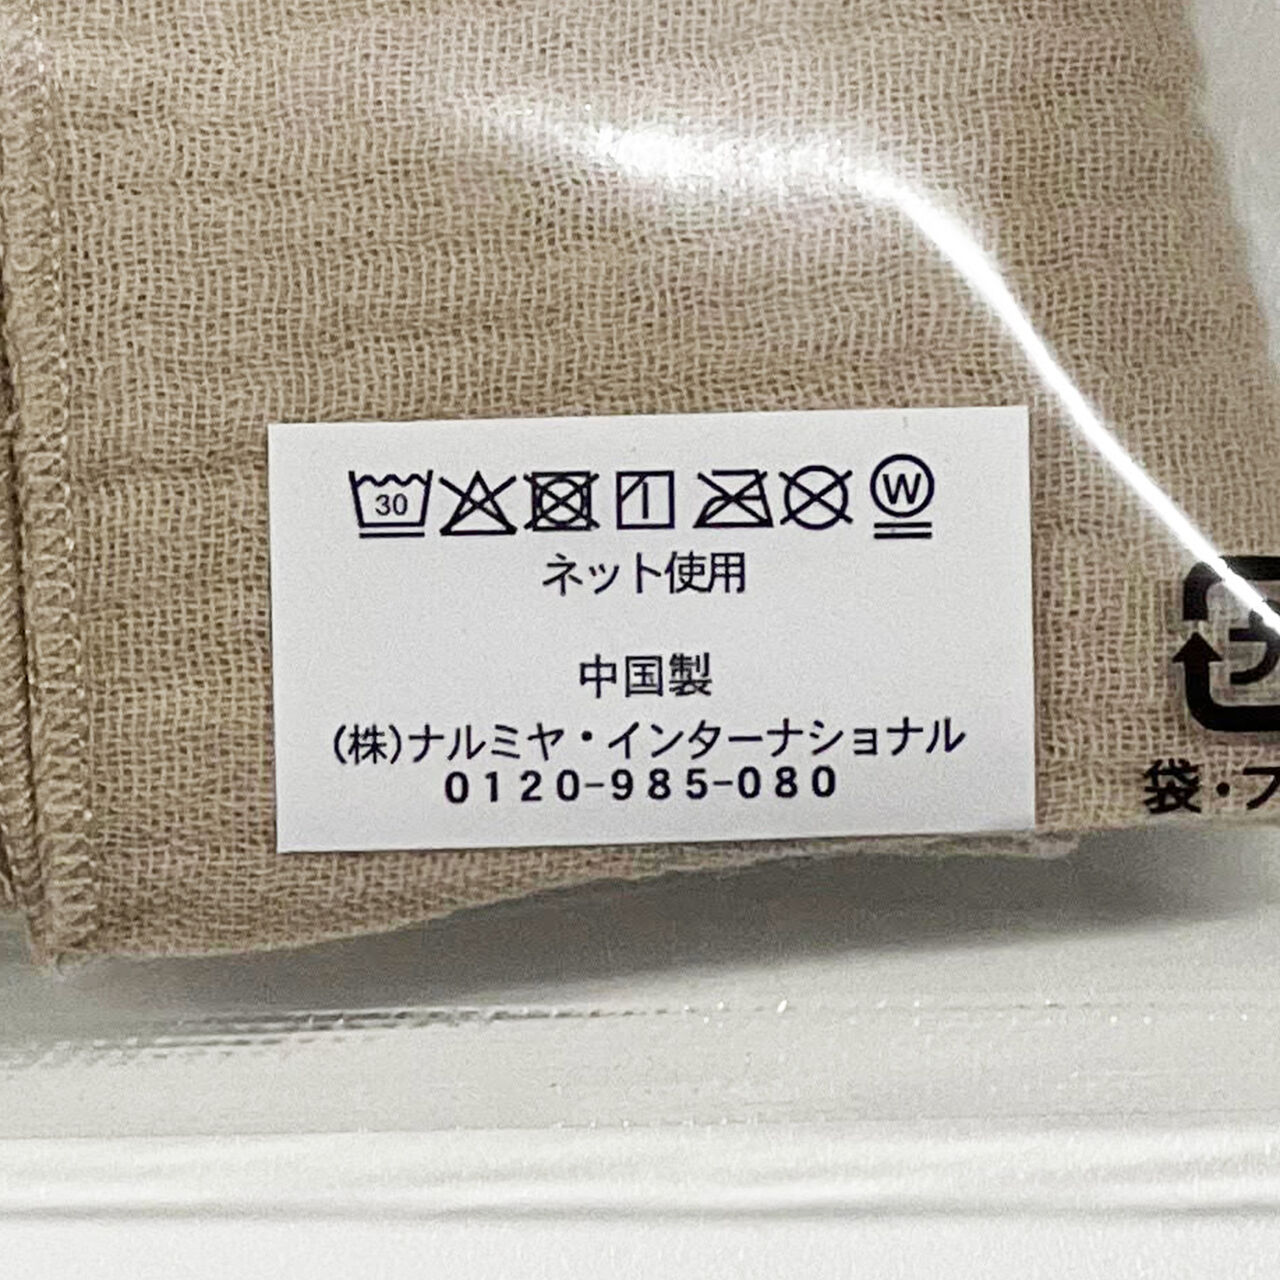 30 W
ネット使用
中国製
(株)ナルミヤ・インターナショナル
0120-985-080
袋・プ